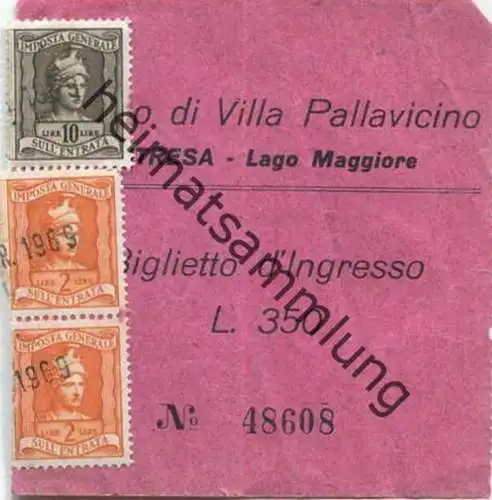 IMPOSTA GENERALE
LIRE 10 LIRE
SULL'ENTRATA
o di Villa Pallavicino
TRESA - Lago Maggiore
IMPOSTA GENERALE
R. 1969
LIRE 2 LIRE
SULL'ENTRATA
Biglietto d'Ingresso
L. 350
IMPOSTA GENERALE
1969
LIRE 2 LIRE
SULL'ENTRATA
№ 48608
heimatsammlung